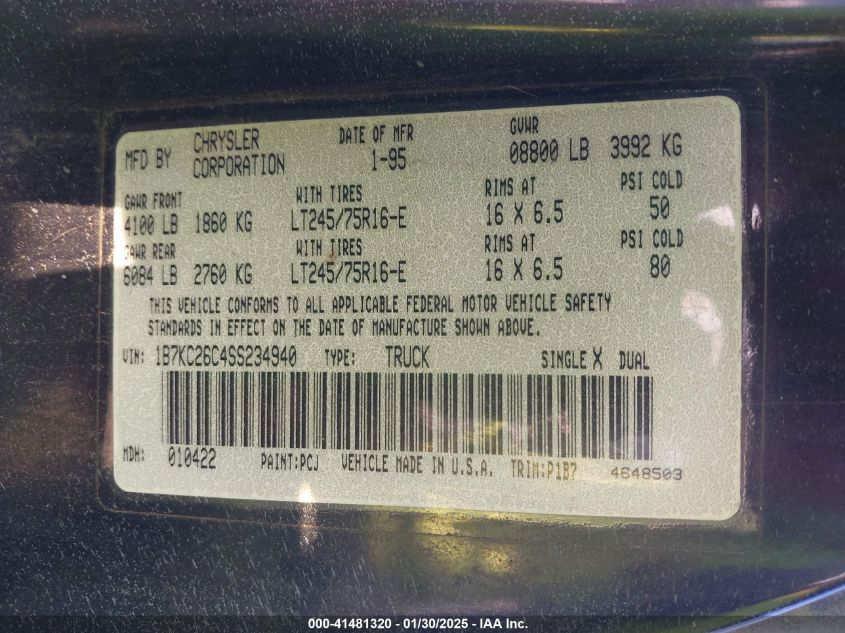 MFD BY CHRYSLER CORPORATION DATE OF MFR 1-95 GVWR 08800 LB 3992 KG
GAWR FRONT WITH TIRES RIMS AT PSI COLD
4100 LB 1860 KG LT245/75R16-E 16 X 6.5 50
GAWR REAR WITH TIRES RIMS AT PSI COLD
6084 LB 2760 KG LT245/75R16-E 16 X 6.5 80
THIS VEHICLE CONFORMS TO ALL APPLICABLE FEDERAL MOTOR VEHICLE SAFETY
STANDARDS IN EFFECT ON THE DATE OF MANUFACTURE SHOWN ABOVE.
VIN: 1B7KC26C4SS234940 TYPE: TRUCK SINGLE X DUAL
MDH: 010422 PAINT:PCJ VEHICLE MADE IN U.S.A. TRIM:P1B7 4648503
000-41481320 - 01/30/2025 - IAA Inc.